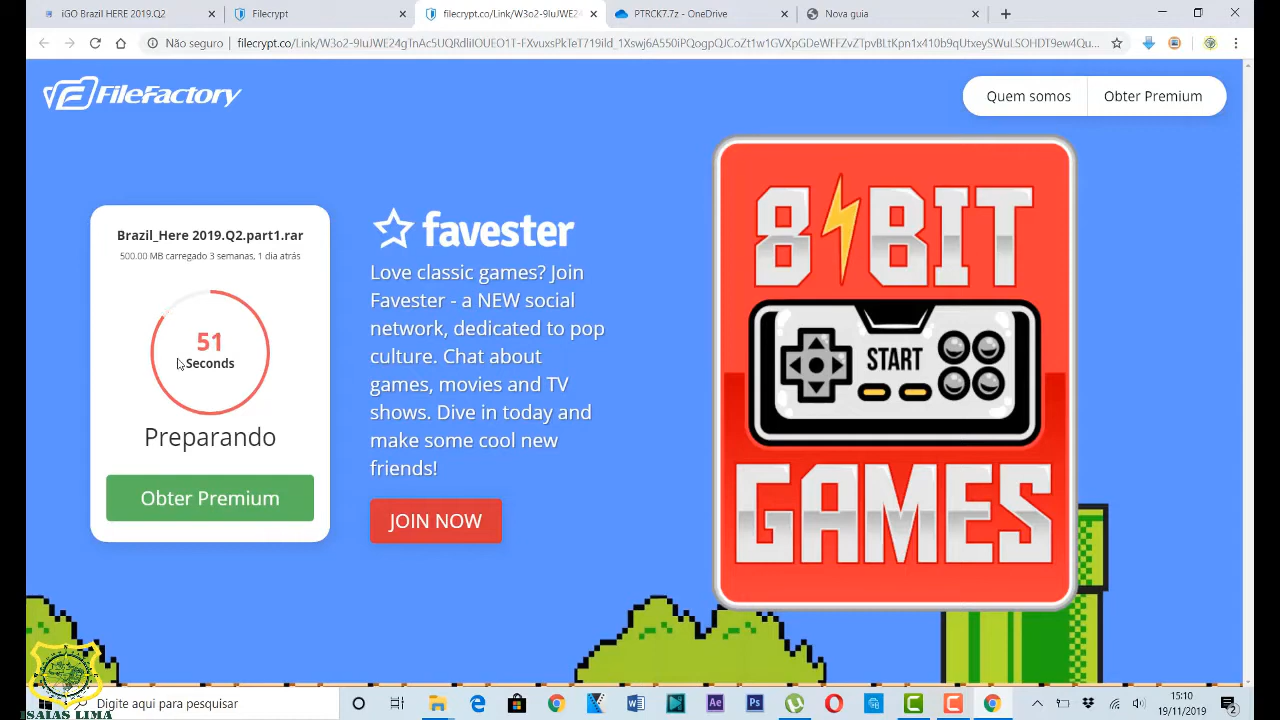 iGO BRAZIL HERE 2019.Q2
Filecrypt
filecrypt.co/Link/W3o2-9IuJWE24
PTRCK7.7z - OneDrive
Nova guia
Não seguro
FileFactory
Quem somos
Obter Premium
Brazil_Here 2019.Q2.part1.rar
500.00 MB carregado 3 semanas, 1 dia atrás
51
Seconds
Preparando
Obter Premium
favester
Love classic games? Join
Favester - a NEW social
network, dedicated to pop
culture. Chat about
games, movies and TV
shows. Dive in today and
make some cool new
friends!
JOIN NOW
8 BIT
START
GAMES
ISAIAS LIMA
Digite aqui para pesquisar
Ae
Ps
15:10
19/11/2019
2